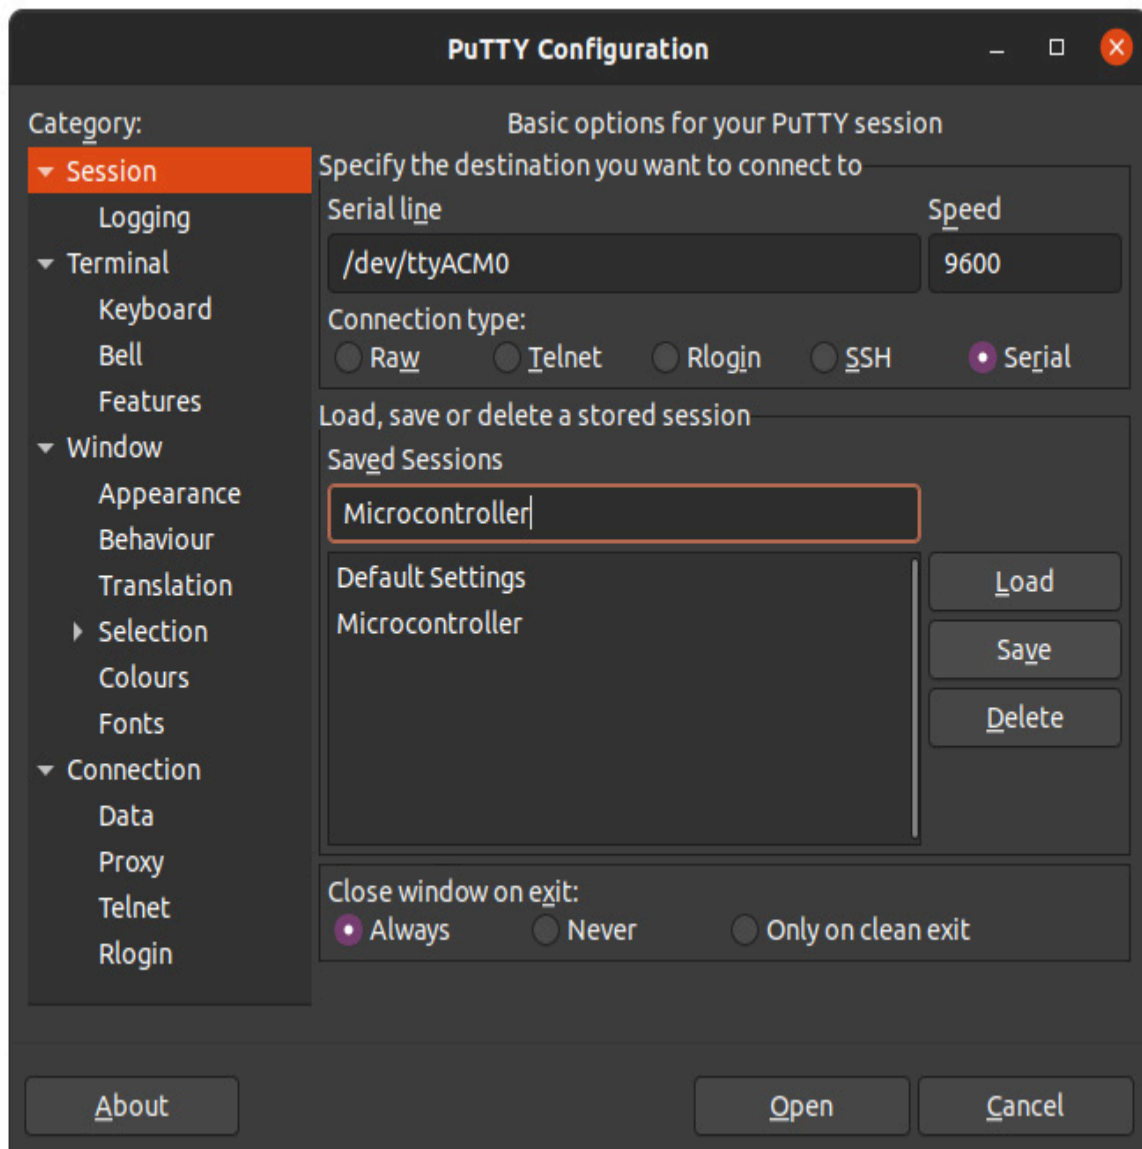 PuTTY Configuration
Category:
Session
Logging
Terminal
Keyboard
Bell
Features
Window
Appearance
Behaviour
Translation
Selection
Colours
Fonts
Connection
Data
Proxy
Telnet
Rlogin
Basic options for your PuTTY session
Specify the destination you want to connect to
Serial line Speed
/dev/ttyACM0 9600
Connection type:
Raw Telnet Rlogin SSH Serial
Load, save or delete a stored session
Saved Sessions
Microcontroller
Default Settings
Microcontroller
Load
Save
Delete
Close window on exit:
Always Never Only on clean exit
About Open Cancel